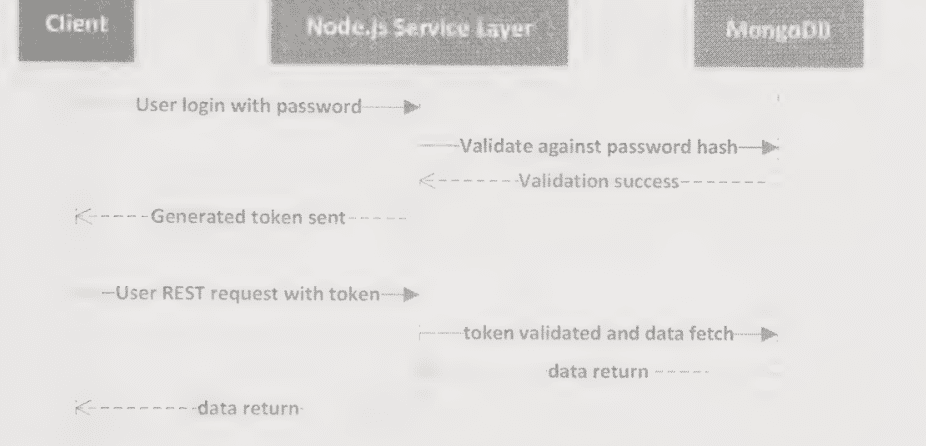 Client
Node.js Service Layer
MongoDB
User login with password
Validate against password hash
Validation success
Generated token sent
User REST request with token
token validated and data fetch
data return
data return